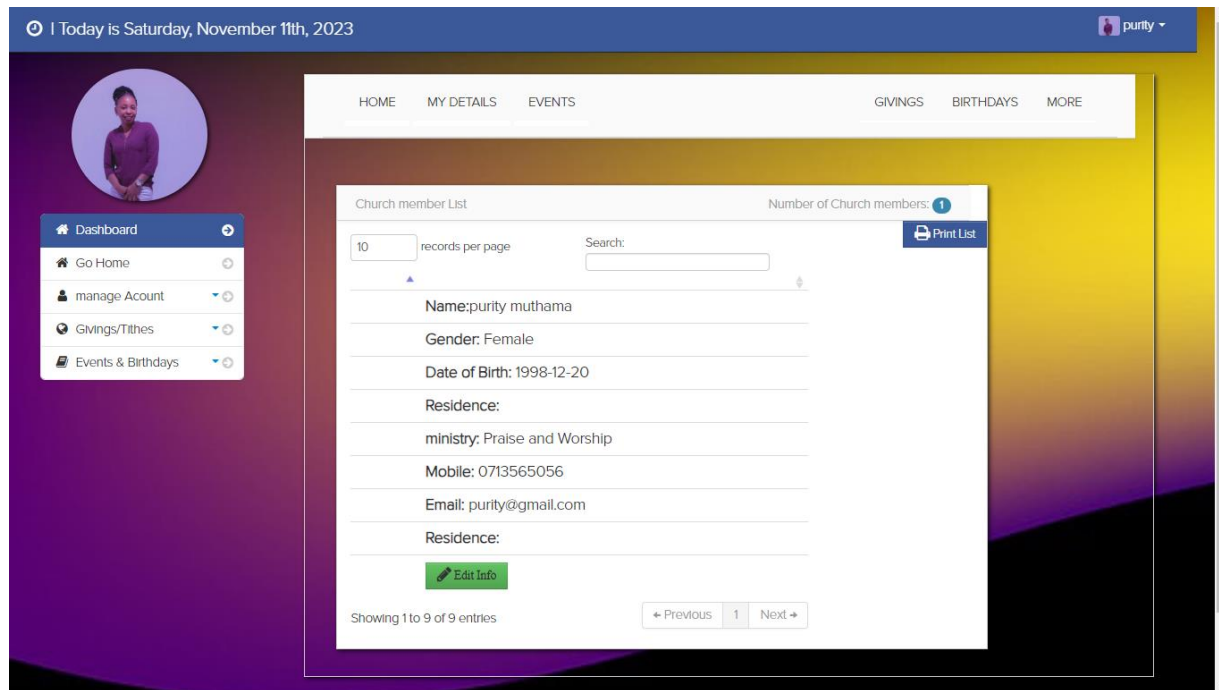 | Today is Saturday, November 11th, 2023
purity
HOME MY DETAILS EVENTS GIVINGS BIRTHDAYS MORE
Dashboard
Go Home
manage Acount
Givings/Tithes
Events & Birthdays
Church member List Number of Church members: 1
Print List
10 records per page Search:
Name:purity muthama
Gender: Female
Date of Birth: 1998-12-20
Residence:
ministry: Praise and Worship
Mobile: 0713565056
Email: purity@gmail.com
Residence:
Edit Info
Showing 1 to 9 of 9 entries ← Previous 1 Next →